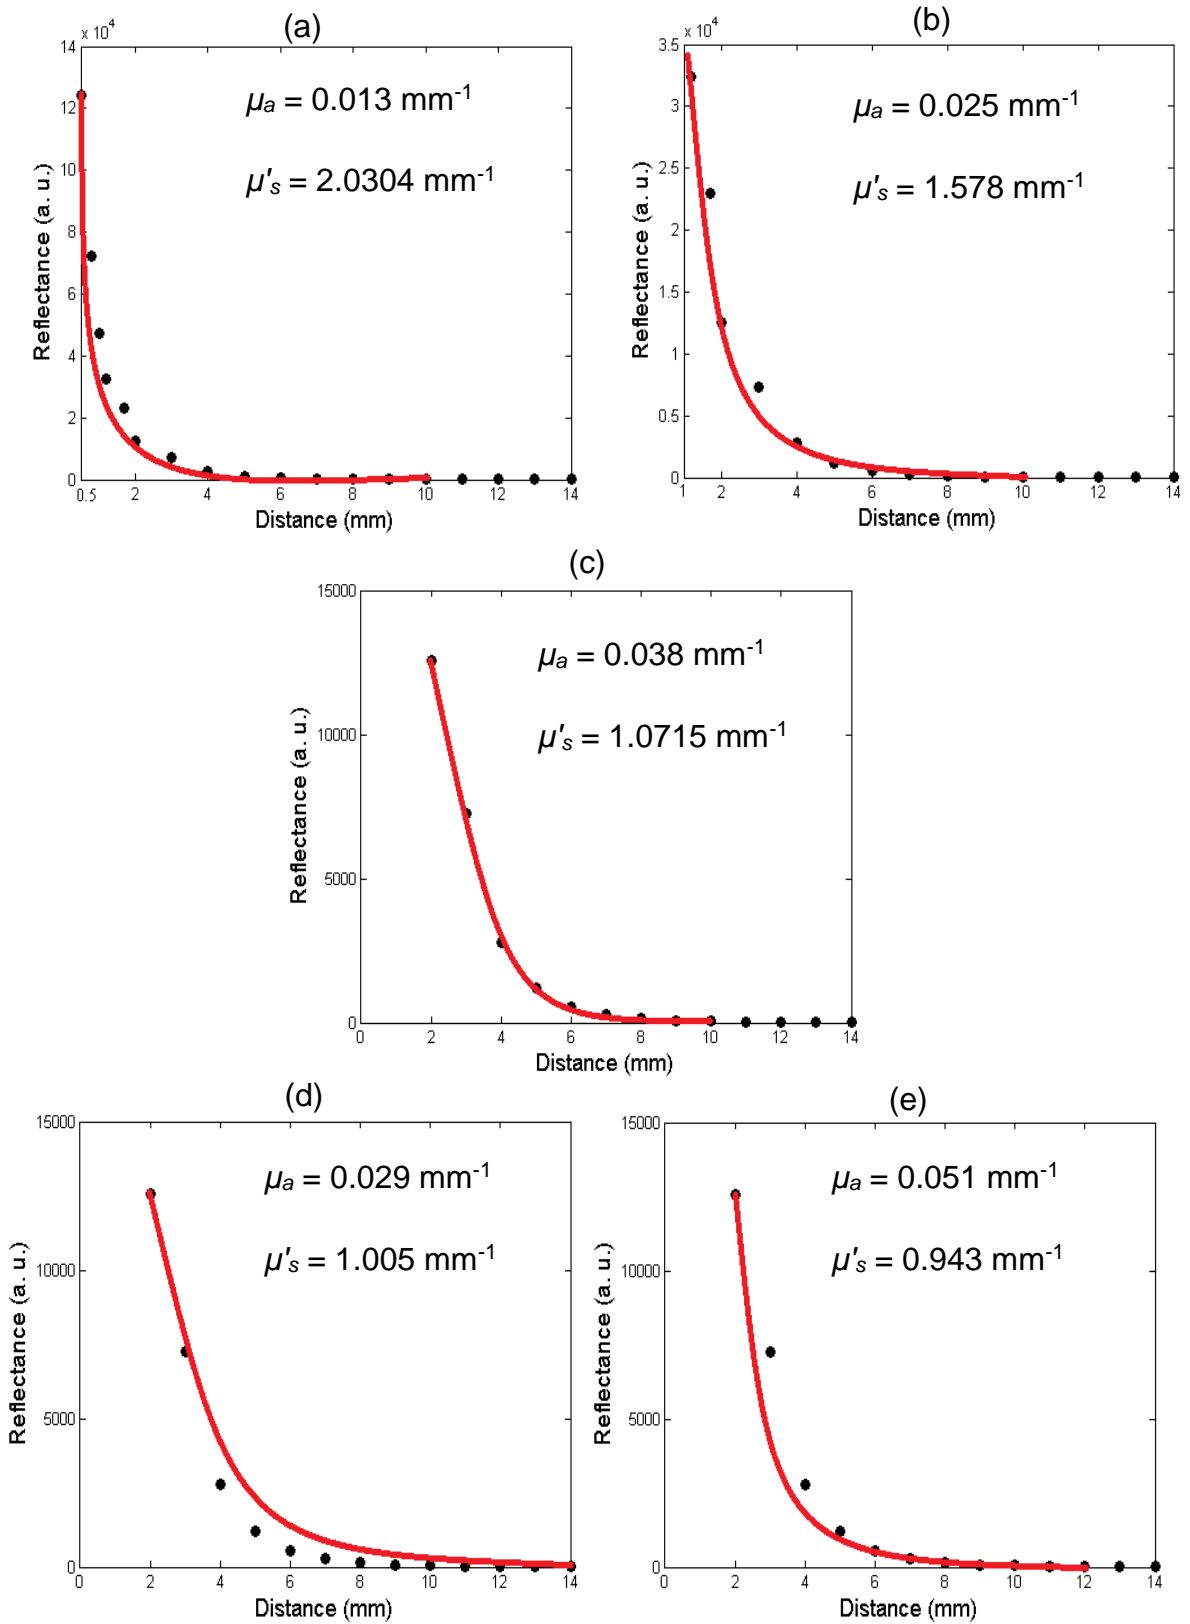 (a)
x 10⁴
14
12
10
8
6
4
2
0
Reflectance (a. u.)
μa = 0.013 mm-1
μ's = 2.0304 mm-1
0.5 2 4 6 8 10 12 14
Distance (mm)
(b)
x 10⁴
3.5
3
2.5
2
1.5
1
0.5
0
Reflectance (a. u.)
μa = 0.025 mm-1
μ's = 1.578 mm-1
1 2 4 6 8 10 12 14
Distance (mm)
(c)
15000
10000
5000
0
Reflectance (a. u.)
μa = 0.038 mm-1
μ's = 1.0715 mm-1
0 2 4 6 8 10 12 14
Distance (mm)
(d)
15000
10000
5000
0
Reflectance (a. u.)
μa = 0.029 mm-1
μ's = 1.005 mm-1
0 2 4 6 8 10 12 14
Distance (mm)
(e)
15000
10000
5000
0
Reflectance (a. u.)
μa = 0.051 mm-1
μ's = 0.943 mm-1
0 2 4 6 8 10 12 14
Distance (mm)